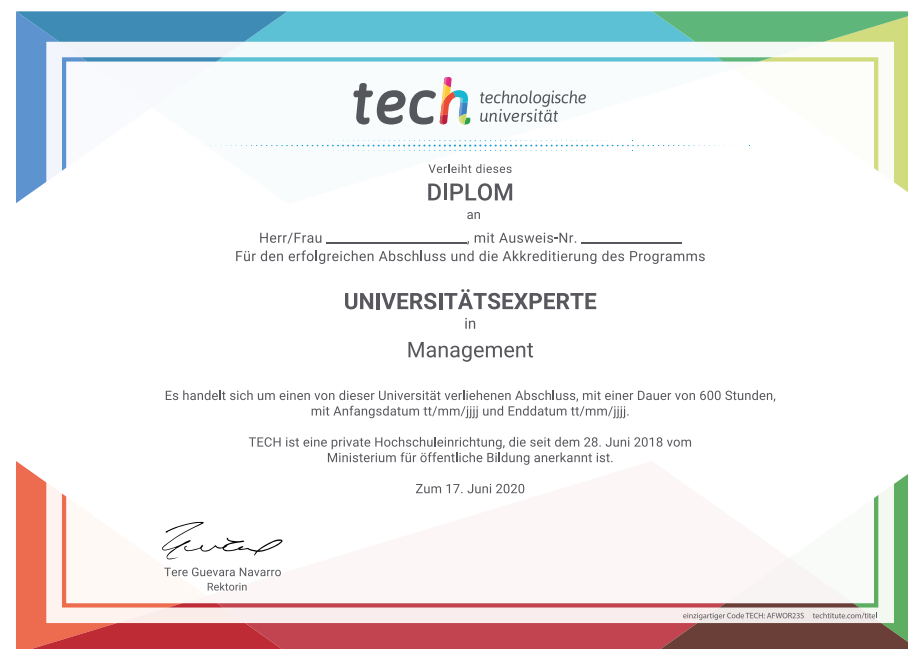 tech technologische
universität
Verleiht dieses
DIPLOM
an
Herr/Frau ____________, mit Ausweis-Nr. ____________
Für den erfolgreichen Abschluss und die Akkreditierung des Programms
UNIVERSITÄTSEXPERTE
in
Management
Es handelt sich um einen von dieser Universität verliehenen Abschluss, mit einer Dauer von 600 Stunden,
mit Anfangsdatum tt/mm/jjjj und Enddatum tt/mm/jjjj.
TECH ist eine private Hochschuleinrichtung, die seit dem 28. Juni 2018 vom
Ministerium für öffentliche Bildung anerkannt ist.
Zum 17. Juni 2020
Tere Guevara Navarro
Rektorin
einzigartiger Code TECH: AFWOR23S techtitute.com/titel